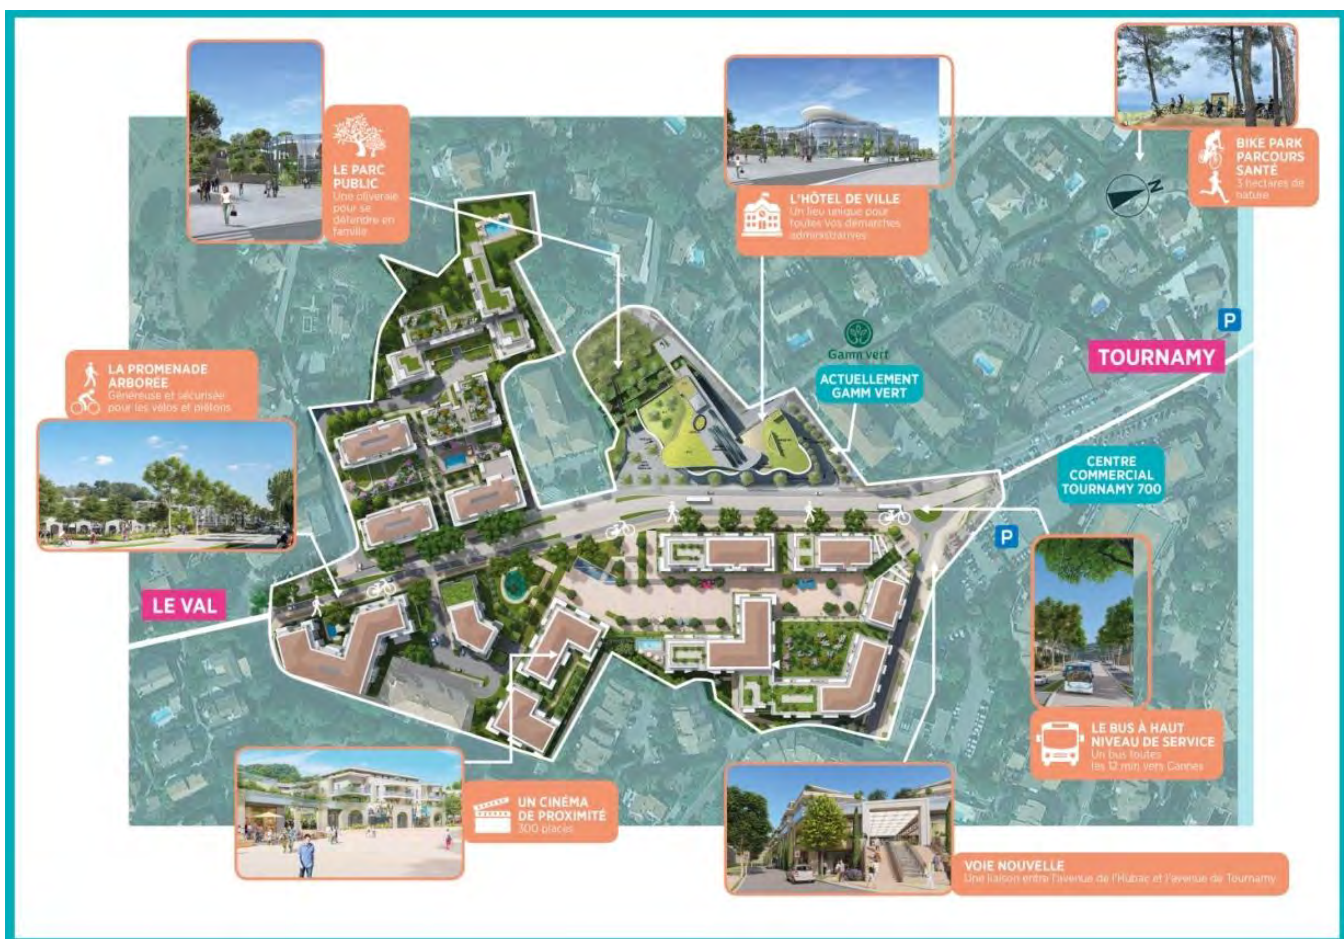 LE PARC
PUBLIC
Une oliveraie
pour se
détendre en
famille
L'HÔTEL DE VILLE
Un lieu unique pour
toutes vos démarches
administratives
BIKE PARK
PARCOURS
SANTÉ
3 hectares de
nature
N
P
Gamm vert
ACTUELLEMENT
GAMM VERT
TOURNAMY
LA PROMENADE
ARBORÉE
Généreuse et sécurisée
pour les vélos et piétons
CENTRE
COMMERCIAL
TOURNAMY 700
P
LE VAL
LE BUS À HAUT
NIVEAU DE SERVICE
Un bus toutes
les 12 min vers Cannes
UN CINÉMA
DE PROXIMITÉ
300 places
VOIE NOUVELLE
Une liaison entre l'avenue de l'Hubac et l'avenue de Tournamy